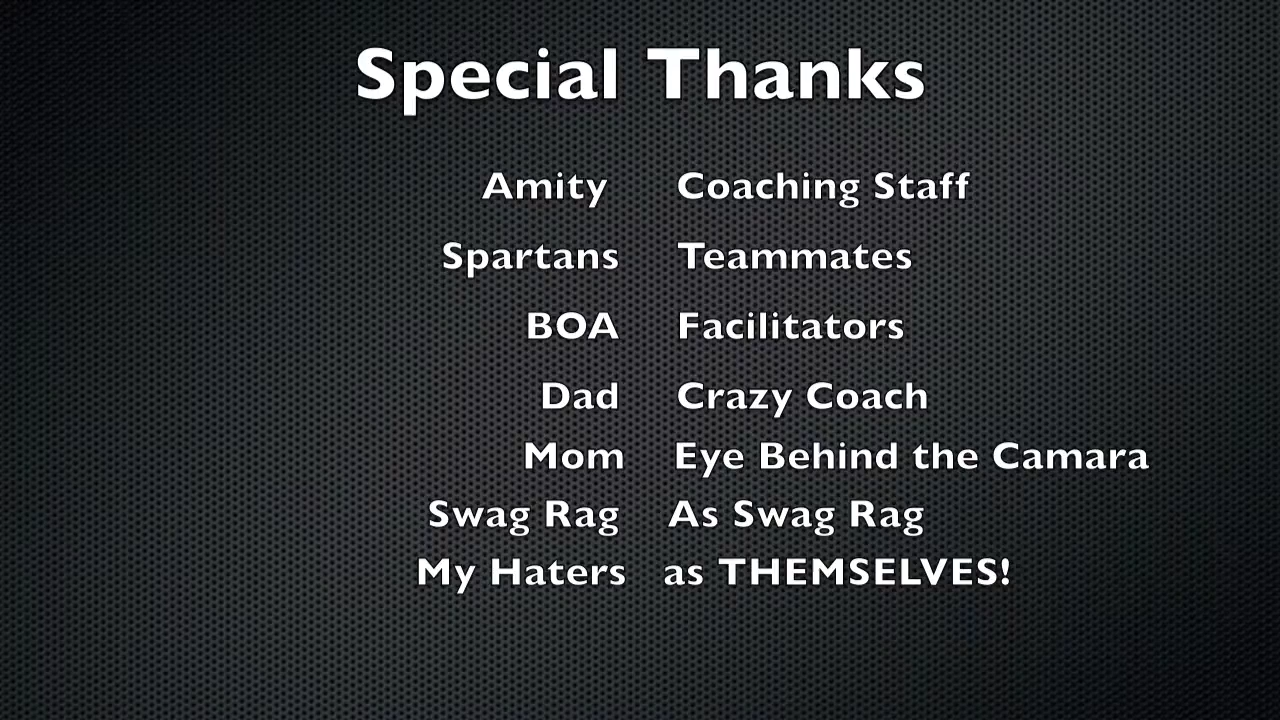 Special Thanks
Amity Coaching Staff
Spartans Teammates
BOA Facilitators
Dad Crazy Coach
Mom Eye Behind the Camara
Swag Rag As Swag Rag
My Haters as THEMSELVES!